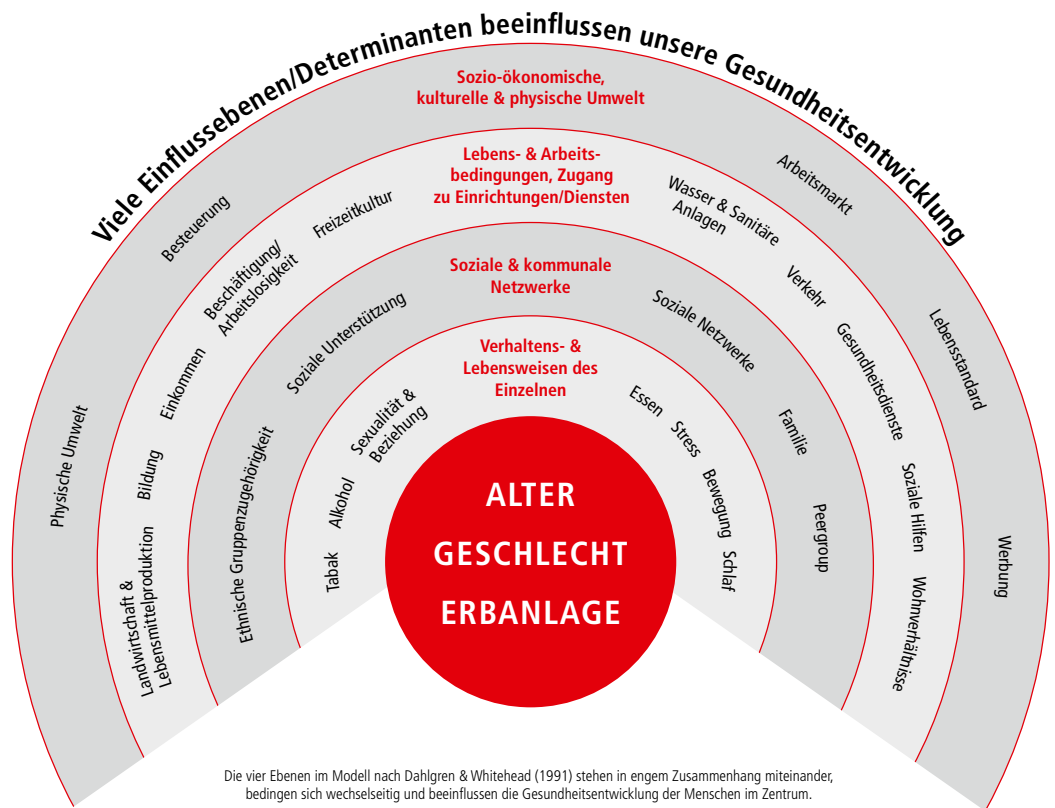 Viele Einflussebenen/Determinanten beeinflussen unsere Gesundheitsentwicklung
Sozio-ökonomische,
kulturelle & physische Umwelt
Physische Umwelt
Besteuerung
Arbeitsmarkt
Lebensstandard
Werbung
Lebens- & Arbeits-
bedingungen, Zugang
zu Einrichtungen/Diensten
Landwirtschaft &
Lebensmittelproduktion
Bildung
Einkommen
Beschäftigung/
Arbeitslosigkeit
Freizeitkultur
Wasser & Sanitäre
Anlagen
Verkehr
Gesundheitsdienste
Soziale Hilfen
Wohnverhältnisse
Soziale & kommunale
Netzwerke
Ethnische Gruppenzugehörigkeit
Soziale Unterstützung
Soziale Netzwerke
Familie
Peergroup
Verhaltens- &
Lebensweisen des
Einzelnen
Tabak
Alkohol
Sexualität &
Beziehung
Essen
Stress
Bewegung
Schlaf
ALTER
GESCHLECHT
ERBANLAGE
Die vier Ebenen im Modell nach Dahlgren & Whitehead (1991) stehen in engem Zusammenhang miteinander,
bedingen sich wechselseitig und beeinflussen die Gesundheitsentwicklung der Menschen im Zentrum.